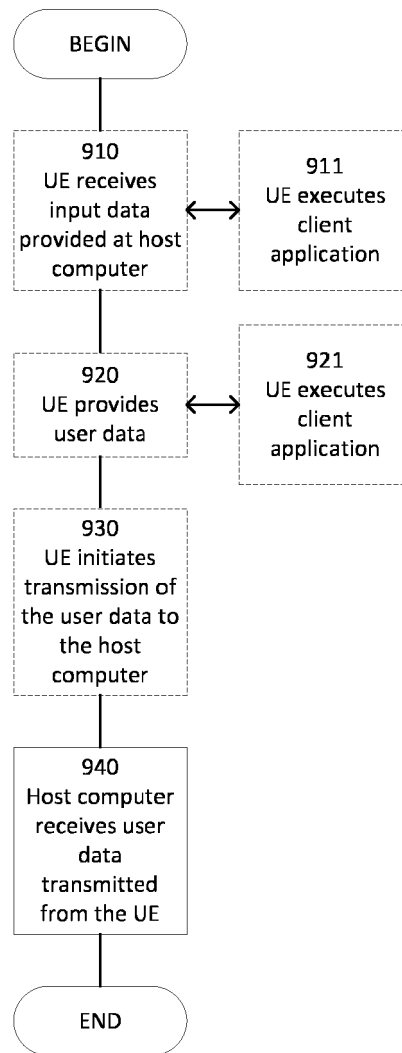 BEGIN
910
UE receives
input data
provided at host
computer
911
UE executes
client
application
920
UE provides
user data
921
UE executes
client
application
930
UE initiates
transmission of
the user data to
the host
computer
940
Host computer
receives user
data
transmitted
from the UE
END